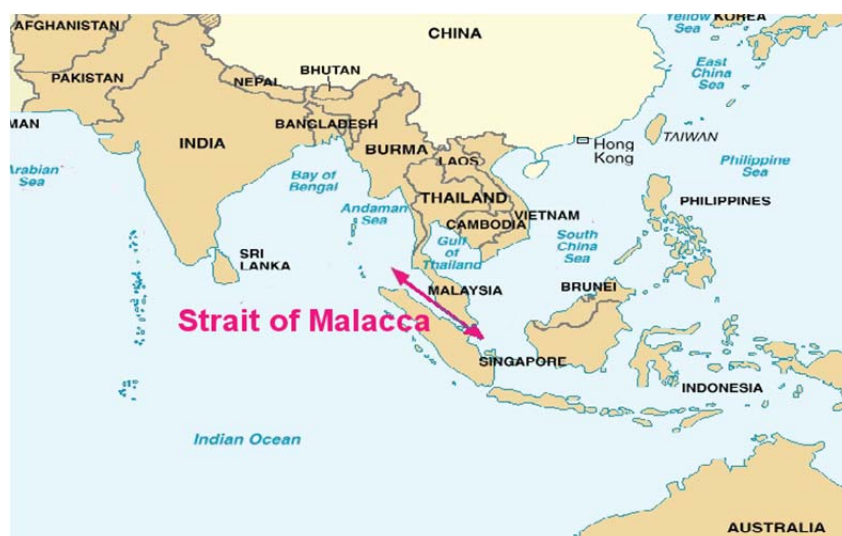 AFGHANISTAN
PAKISTAN
MAN
Arabian
Sea
INDIA
NEPAL
BHUTAN
BANGLADESH
CHINA
BURMA
LAOS
THAILAND
CAMBODIA
VIETNAM
Bay of
Bengal
Andaman
Sea
Gulf
of
Thailand
SRI
LANKA
Yellow
Sea
KOREA
East
China
Sea
Hong
Kong
TAIWAN
Philippine
Sea
PHILIPPINES
South
China
Sea
MALAYSIA
BRUNEI
Strait of Malacca
SINGAPORE
INDONESIA
Indian Ocean
AUSTRALIA